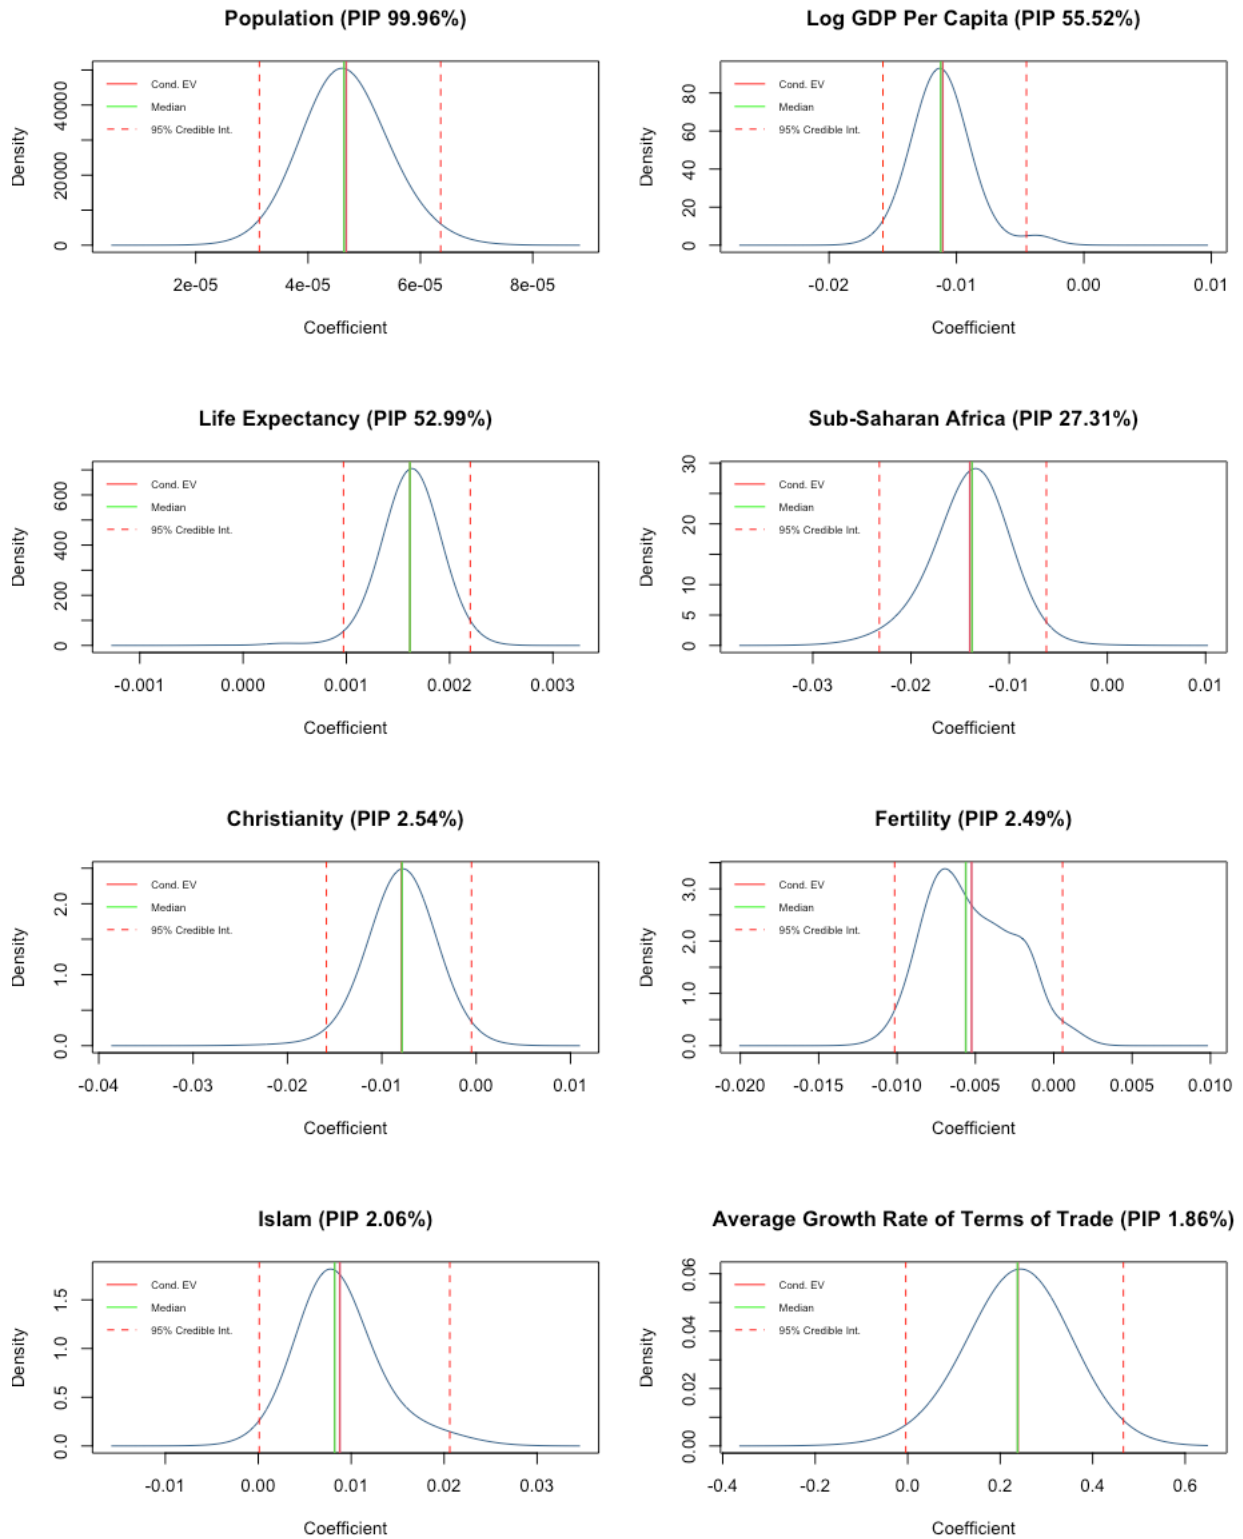 Population (PIP 99.96%)
Cond. EV
Median
95% Credible Int.
Density
0
20000
40000
2e-05 4e-05 6e-05 8e-05
Coefficient
Log GDP Per Capita (PIP 55.52%)
Cond. EV
Median
95% Credible Int.
Density
0 20 40 60 80
-0.02 -0.01 0.00 0.01
Coefficient
Life Expectancy (PIP 52.99%)
Cond. EV
Median
95% Credible Int.
Density
0 200 400 600
-0.001 0.000 0.001 0.002 0.003
Coefficient
Sub-Saharan Africa (PIP 27.31%)
Cond. EV
Median
95% Credible Int.
Density
0 5 10 20 30
-0.03 -0.02 -0.01 0.00 0.01
Coefficient
Christianity (PIP 2.54%)
Cond. EV
Median
95% Credible Int.
Density
0.0 1.0 2.0
-0.04 -0.03 -0.02 -0.01 0.00 0.01
Coefficient
Fertility (PIP 2.49%)
Cond. EV
Median
95% Credible Int.
Density
0.0 1.0 2.0 3.0
-0.020 -0.015 -0.010 -0.005 0.000 0.005 0.010
Coefficient
Islam (PIP 2.06%)
Cond. EV
Median
95% Credible Int.
Density
0.0 0.5 1.0 1.5
-0.01 0.00 0.01 0.02 0.03
Coefficient
Average Growth Rate of Terms of Trade (PIP 1.86%)
Cond. EV
Median
95% Credible Int.
Density
0.00 0.02 0.04 0.06
-0.4 -0.2 0.0 0.2 0.4 0.6
Coefficient